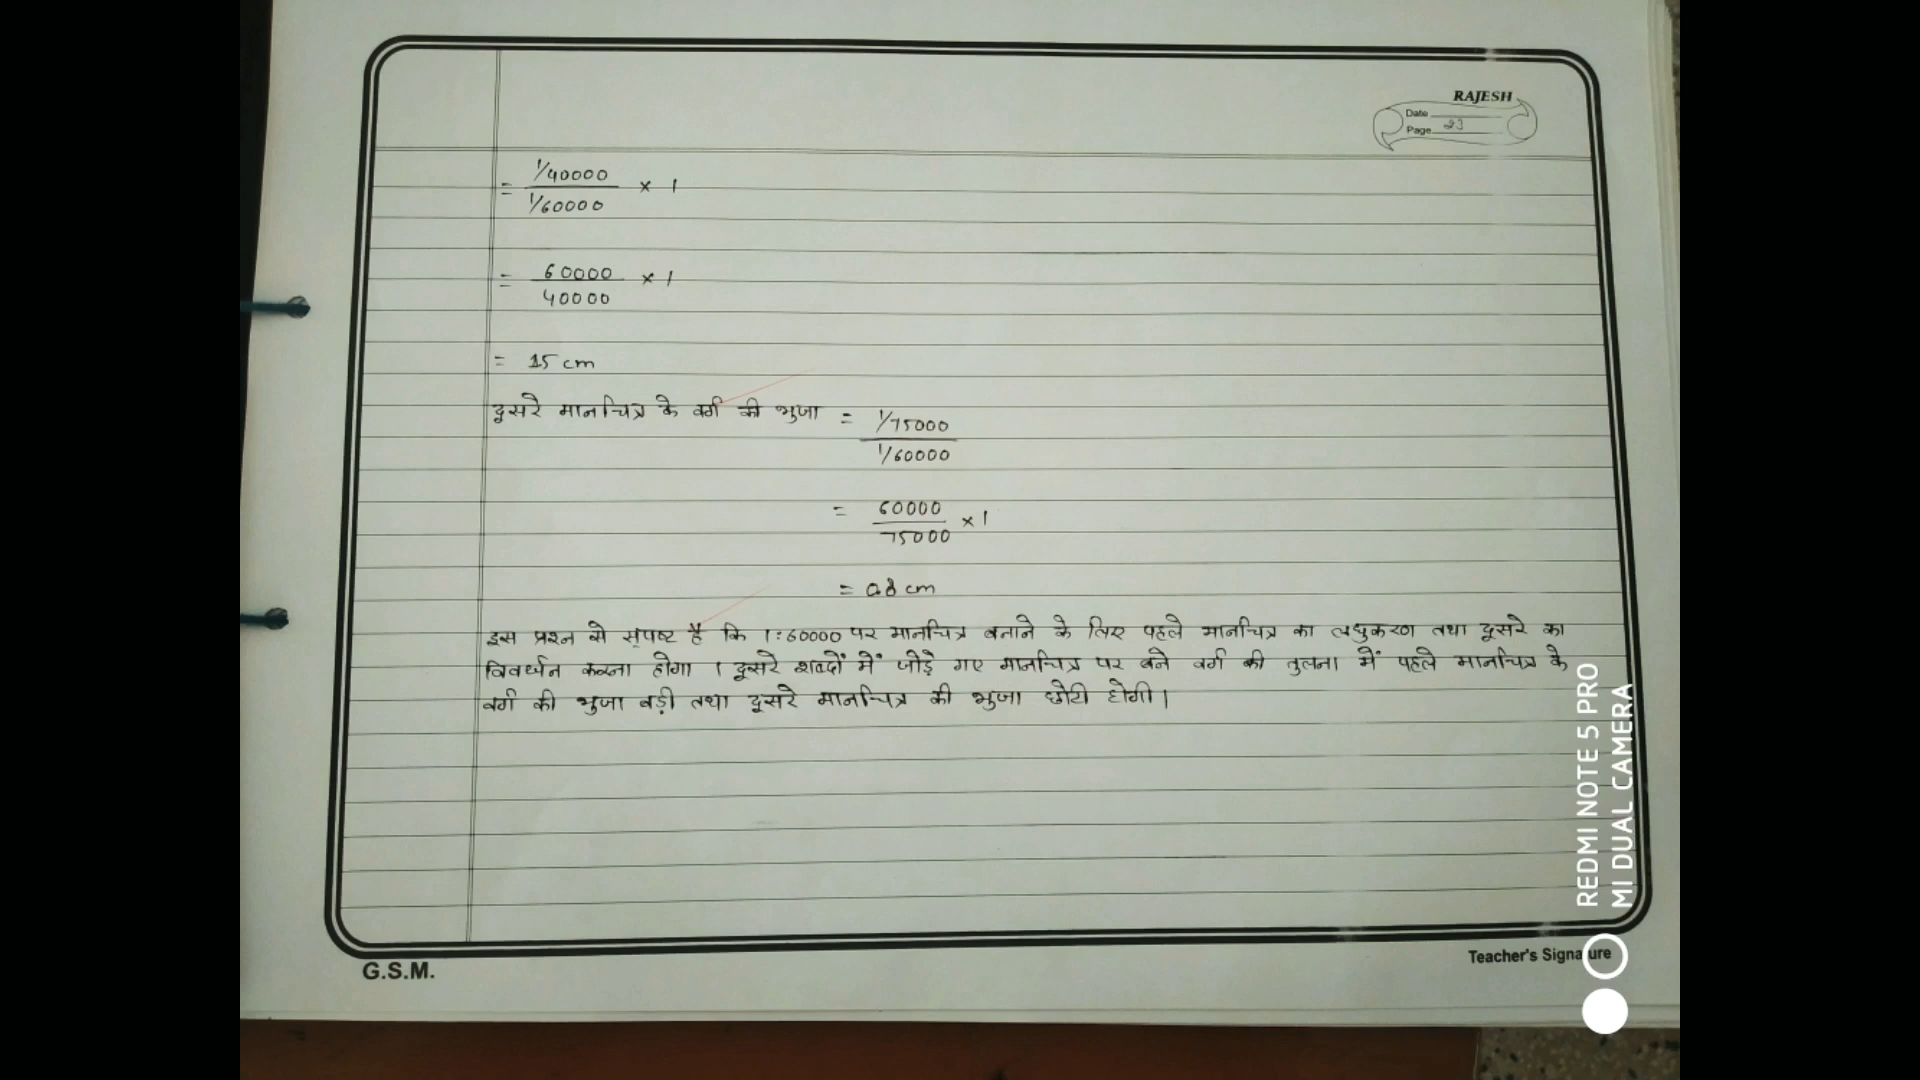 RAJESH
Date
Page 23
= 1/40000 / 1/60000 × 1
= 60000 / 40000 × 1
= 15 cm
दूसरे मानचित्र के वर्ग की भुजा = 1/75000 / 1/60000
= 60000 / 75000 × 1
= 0.8 cm
इस प्रश्न से स्पष्ट है कि 1:60000 पर मानचित्र बनाने के लिए पहले मानचित्र का लघुकरण तथा दूसरे का
विवर्धन करना होगा । दूसरे शब्दों में जोड़े गए मानचित्र पर बने वर्ग की तुलना में पहले मानचित्र के
वर्ग की भुजा बड़ी तथा दूसरे मानचित्र की भुजा छोटी होगी।
G.S.M.
Teacher's Signature
REDMI NOTE 5 PRO
MI DUAL CAMERA